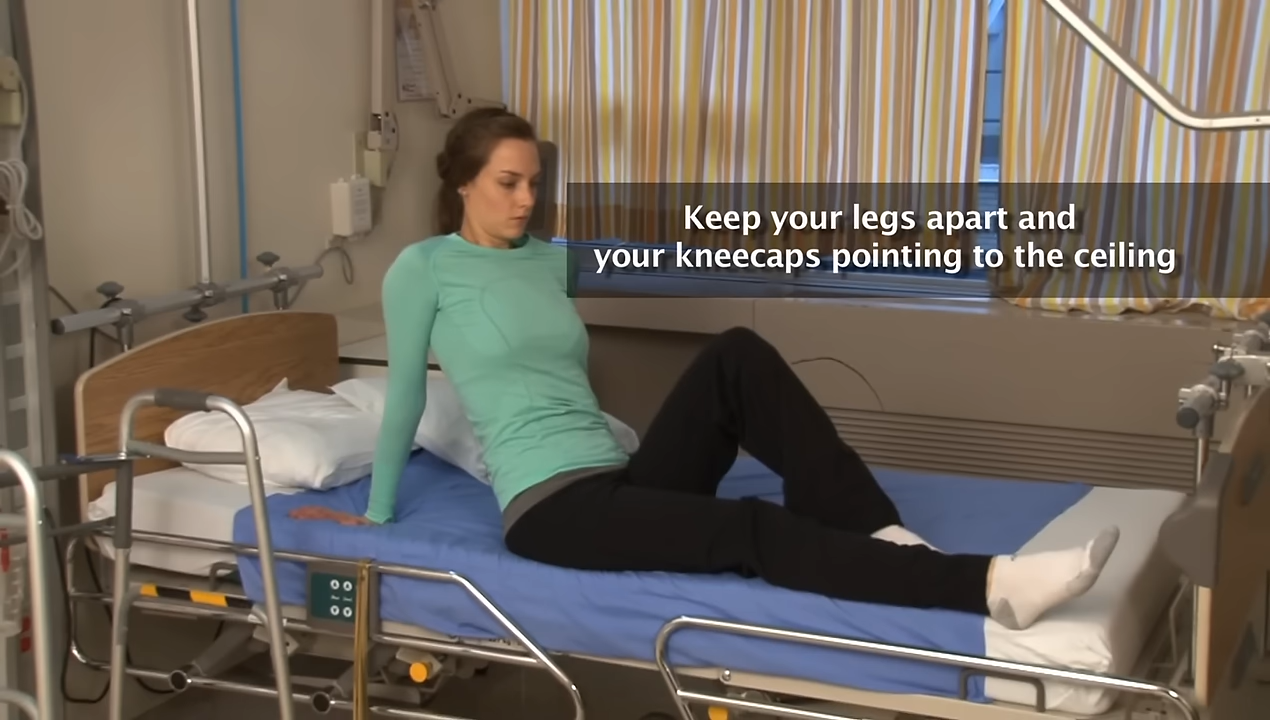 Keep your legs apart and
your kneecaps pointing to the ceiling